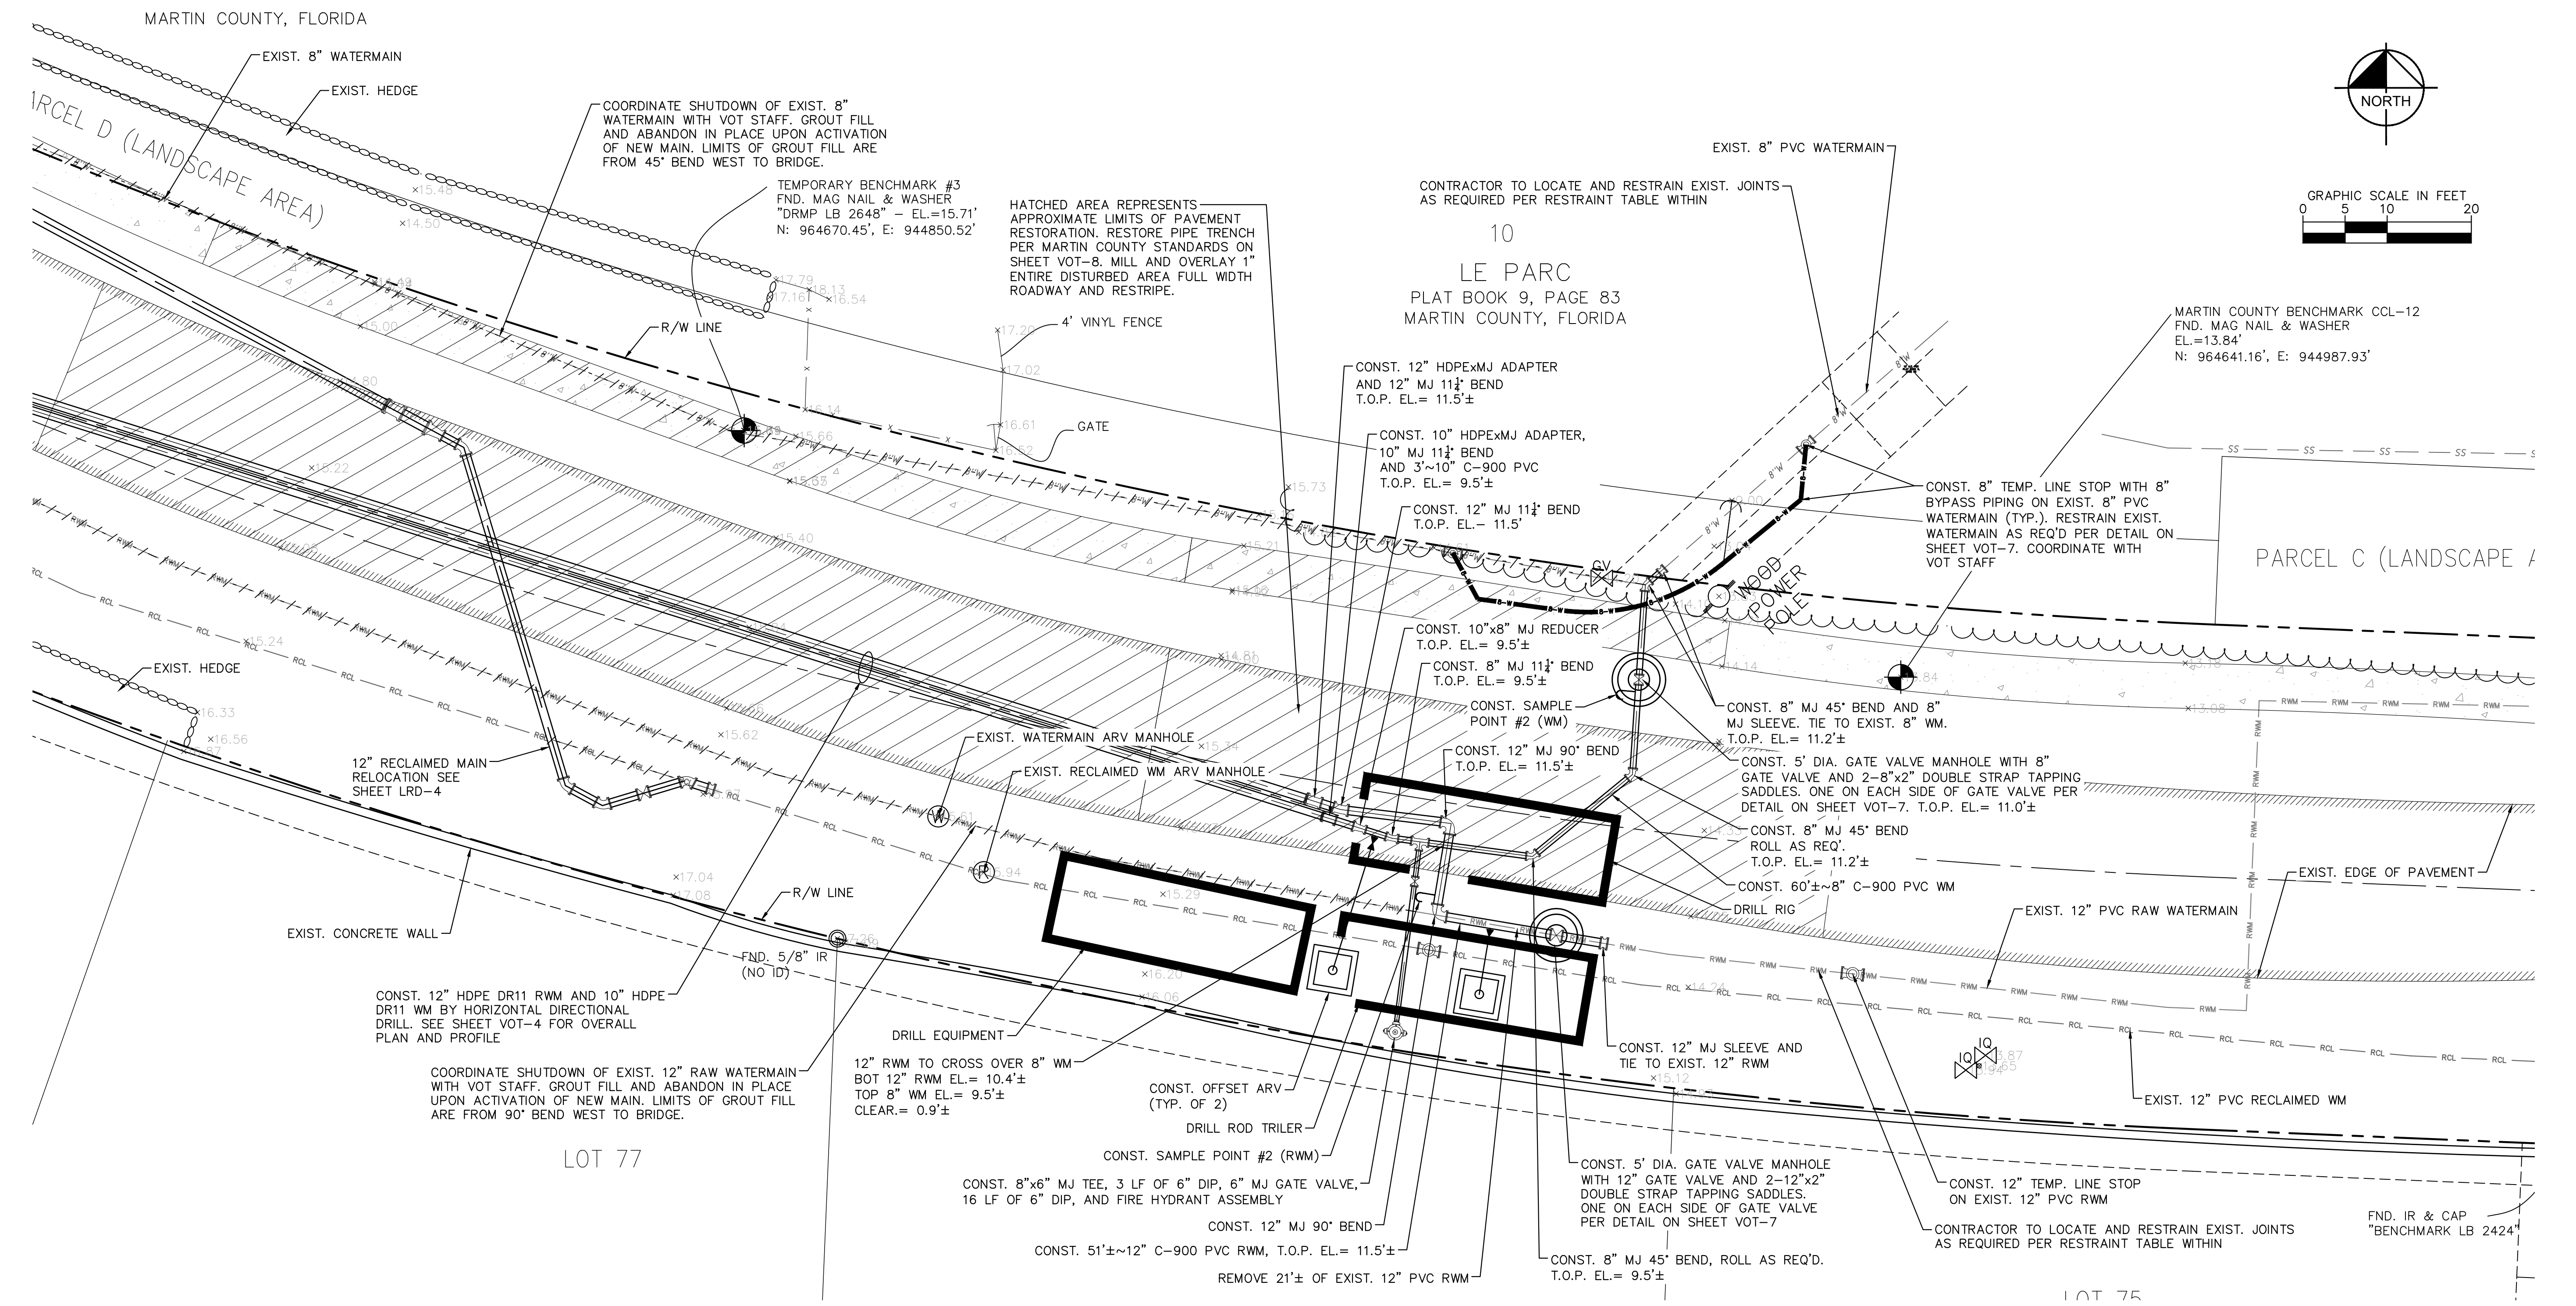 MARTIN COUNTY, FLORIDA
EXIST. 8" WATERMAIN
EXIST. HEDGE
PARCEL D (LANDSCAPE AREA)
COORDINATE SHUTDOWN OF EXIST. 8"
WATERMAIN WITH VOT STAFF. GROUT FILL
AND ABANDON IN PLACE UPON ACTIVATION
OF NEW MAIN. LIMITS OF GROUT FILL ARE
FROM 45° BEND WEST TO BRIDGE.
TEMPORARY BENCHMARK #3
FND. MAG NAIL & WASHER
"DRMP LB 2648" – EL.=15.71'
N: 964670.45', E: 944850.52'
HATCHED AREA REPRESENTS
APPROXIMATE LIMITS OF PAVEMENT
RESTORATION. RESTORE PIPE TRENCH
PER MARTIN COUNTY STANDARDS ON
SHEET VOT–8. MILL AND OVERLAY 1"
ENTIRE DISTURBED AREA FULL WIDTH
ROADWAY AND RESTRIPE.
EXIST. 8" PVC WATERMAIN
CONTRACTOR TO LOCATE AND RESTRAIN EXIST. JOINTS
AS REQUIRED PER RESTRAINT TABLE WITHIN
10
LE PARC
PLAT BOOK 9, PAGE 83
MARTIN COUNTY, FLORIDA
NORTH
GRAPHIC SCALE IN FEET
0 5 10 20
MARTIN COUNTY BENCHMARK CCL–12
FND. MAG NAIL & WASHER
EL.=13.84'
N: 964641.16', E: 944987.93'
R/W LINE
4' VINYL FENCE
GATE
CONST. 12" HDPExMJ ADAPTER
AND 12" MJ 11¼° BEND
T.O.P. EL.= 11.5'±
CONST. 10" HDPExMJ ADAPTER,
10" MJ 11¼° BEND
AND 3'~10" C–900 PVC
T.O.P. EL.= 9.5'±
CONST. 12" MJ 11¼° BEND
T.O.P. EL.– 11.5'
CONST. 8" TEMP. LINE STOP WITH 8"
BYPASS PIPING ON EXIST. 8" PVC
WATERMAIN (TYP.). RESTRAIN EXIST.
WATERMAIN AS REQ'D PER DETAIL ON
SHEET VOT–7. COORDINATE WITH
VOT STAFF
PARCEL C (LANDSCAPE A
GV
WOOD
POWER
POLE
CONST. 10"x8" MJ REDUCER
T.O.P. EL.= 9.5'±
CONST. 8" MJ 11¼° BEND
T.O.P. EL.= 9.5'±
CONST. SAMPLE
POINT #2 (WM)
CONST. 12" MJ 90° BEND
T.O.P. EL.= 11.5'±
CONST. 8" MJ 45° BEND AND 8"
MJ SLEEVE. TIE TO EXIST. 8" WM.
T.O.P. EL.= 11.2'±
CONST. 5' DIA. GATE VALVE MANHOLE WITH 8"
GATE VALVE AND 2–8"x2" DOUBLE STRAP TAPPING
SADDLES. ONE ON EACH SIDE OF GATE VALVE PER
DETAIL ON SHEET VOT–7. T.O.P. EL.= 11.0'±
CONST. 8" MJ 45° BEND
ROLL AS REQ'.
T.O.P. EL.= 11.2'±
CONST. 60'±~8" C–900 PVC WM
DRILL RIG
EXIST. EDGE OF PAVEMENT
EXIST. 12" PVC RAW WATERMAIN
EXIST. HEDGE
12" RECLAIMED MAIN
RELOCATION SEE
SHEET LRD–4
EXIST. WATERMAIN ARV MANHOLE
EXIST. RECLAIMED WM ARV MANHOLE
W
R
R/W LINE
EXIST. CONCRETE WALL
FND. 5/8" IR
(NO ID)
CONST. 12" HDPE DR11 RWM AND 10" HDPE
DR11 WM BY HORIZONTAL DIRECTIONAL
DRILL. SEE SHEET VOT–4 FOR OVERALL
PLAN AND PROFILE
DRILL EQUIPMENT
COORDINATE SHUTDOWN OF EXIST. 12" RAW WATERMAIN
WITH VOT STAFF. GROUT FILL AND ABANDON IN PLACE
UPON ACTIVATION OF NEW MAIN. LIMITS OF GROUT FILL
ARE FROM 90° BEND WEST TO BRIDGE.
12" RWM TO CROSS OVER 8" WM
BOT 12" RWM EL.= 10.4'±
TOP 8" WM EL.= 9.5'±
CLEAR.= 0.9'±
LOT 77
CONST. OFFSET ARV
(TYP. OF 2)
DRILL ROD TRILER
CONST. SAMPLE POINT #2 (RWM)
CONST. 8"x6" MJ TEE, 3 LF OF 6" DIP, 6" MJ GATE VALVE,
16 LF OF 6" DIP, AND FIRE HYDRANT ASSEMBLY
CONST. 12" MJ 90° BEND
CONST. 51'±~12" C–900 PVC RWM, T.O.P. EL.= 11.5'±
REMOVE 21'± OF EXIST. 12" PVC RWM
CONST. 12" MJ SLEEVE AND
TIE TO EXIST. 12" RWM
CONST. 5' DIA. GATE VALVE MANHOLE
WITH 12" GATE VALVE AND 2–12"x2"
DOUBLE STRAP TAPPING SADDLES.
ONE ON EACH SIDE OF GATE VALVE
PER DETAIL ON SHEET VOT–7
CONST. 8" MJ 45° BEND, ROLL AS REQ'D.
T.O.P. EL.= 9.5'±
IQ
IQ
EXIST. 12" PVC RECLAIMED WM
CONST. 12" TEMP. LINE STOP
ON EXIST. 12" PVC RWM
CONTRACTOR TO LOCATE AND RESTRAIN EXIST. JOINTS
AS REQUIRED PER RESTRAINT TABLE WITHIN
FND. IR & CAP
"BENCHMARK LB 2424"
LOT 75